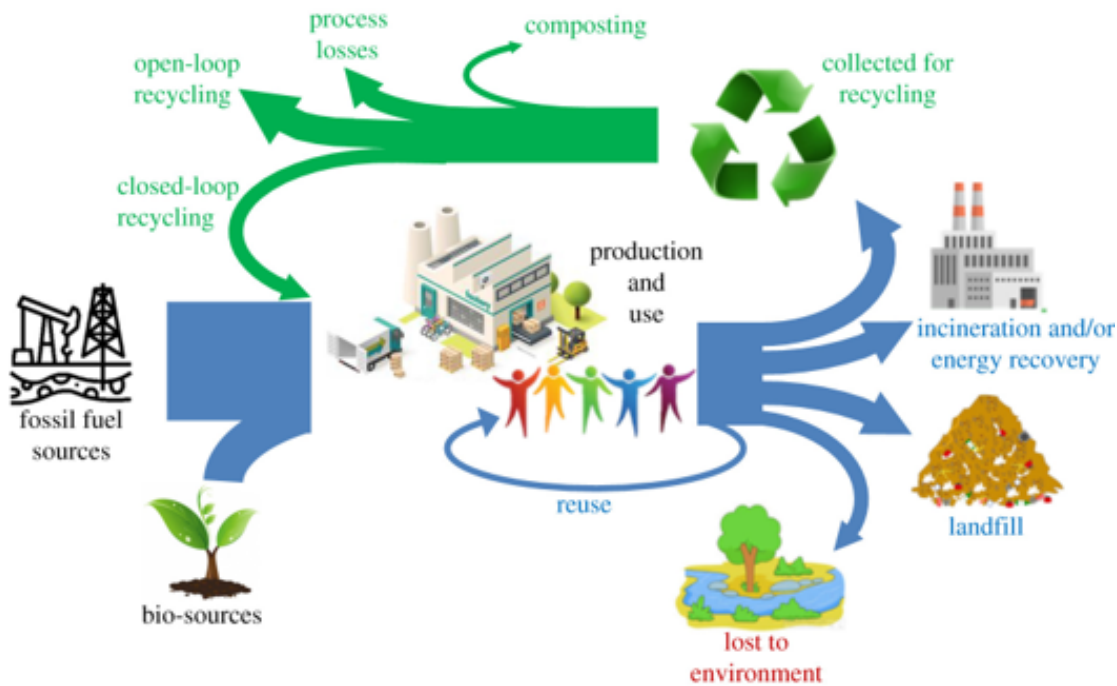 process
losses
composting
open-loop
recycling
collected for
recycling
closed-loop
recycling
production
and
use
incineration and/or
energy recovery
fossil fuel
sources
reuse
landfill
bio-sources
lost to
environment